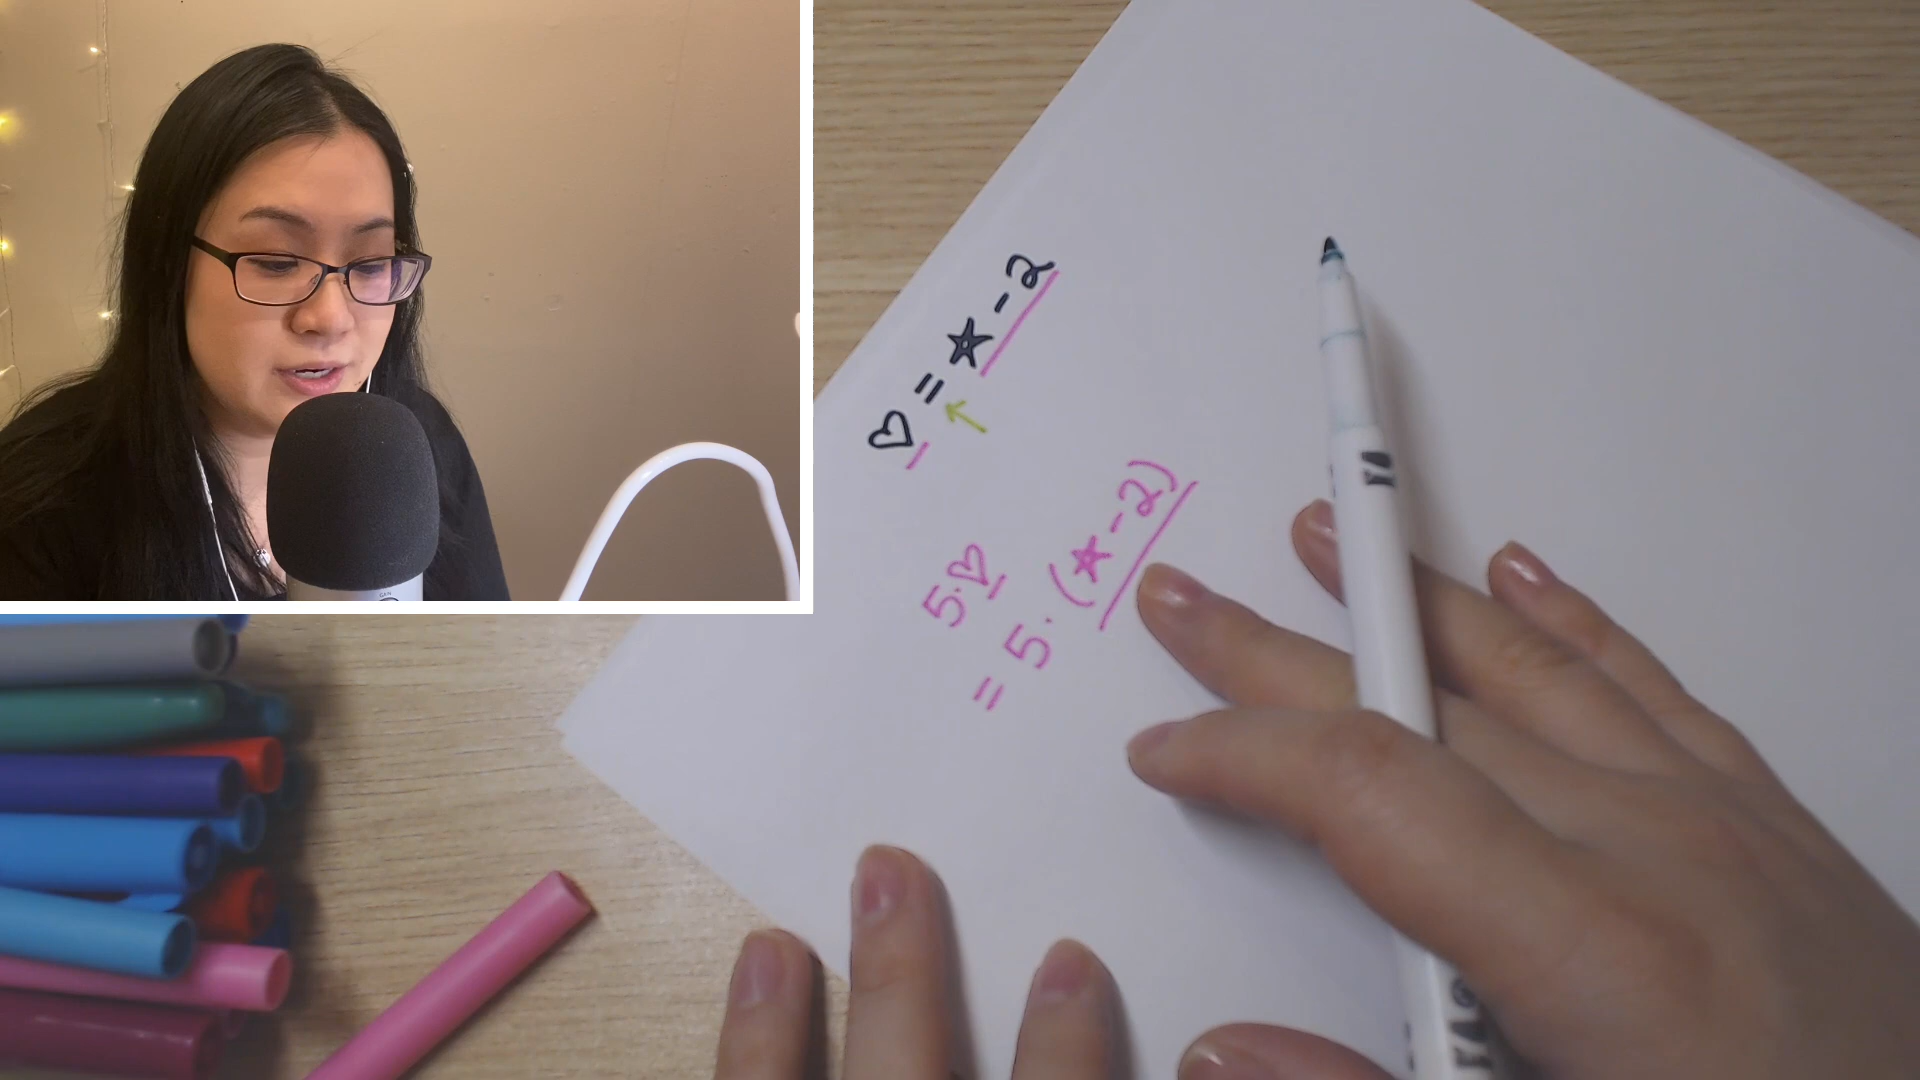 ♡ = ☆ - 2
5·♡
= 5·(☆ - 2)